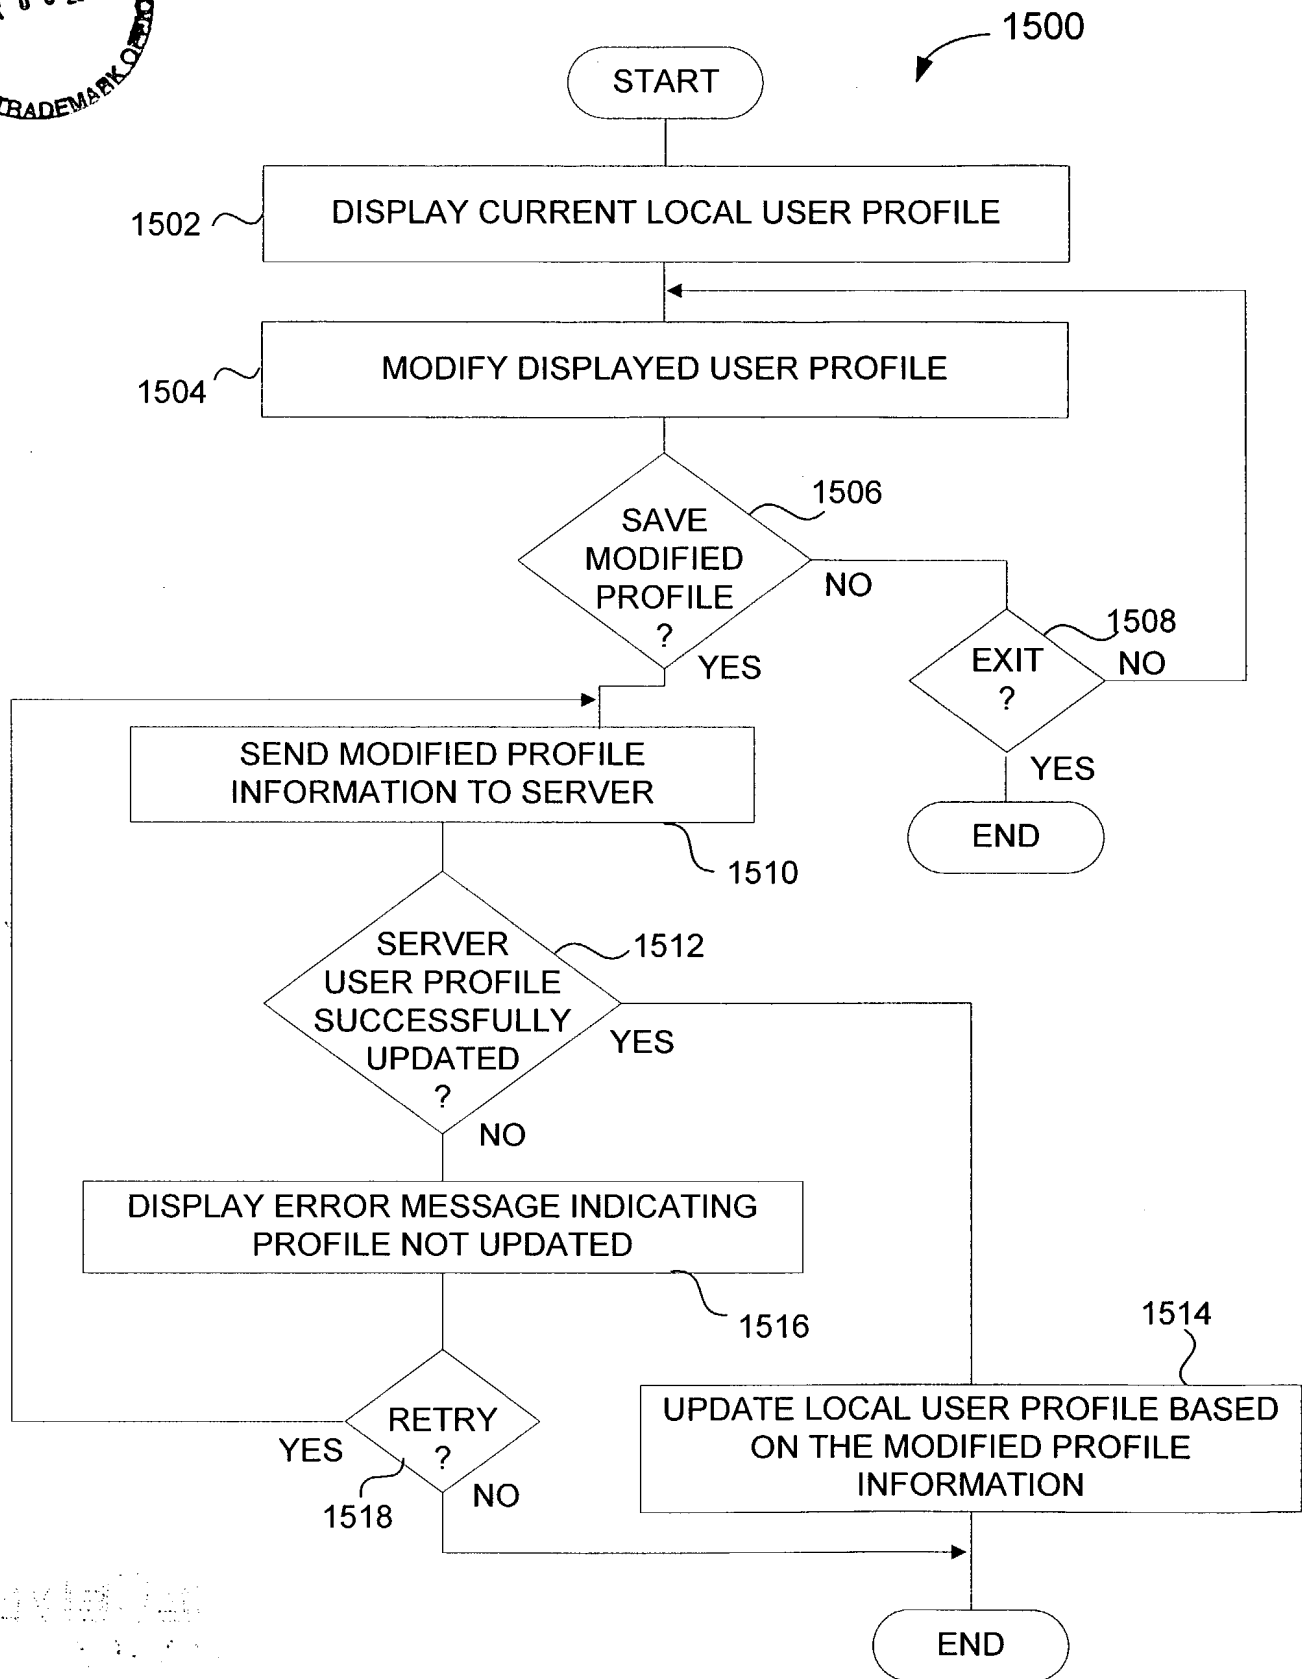 TRADEMARK
1500
START
1502
DISPLAY CURRENT LOCAL USER PROFILE
1504
MODIFY DISPLAYED USER PROFILE
1506
SAVE
MODIFIED
PROFILE
?
NO
YES
1508
EXIT
?
NO
YES
END
SEND MODIFIED PROFILE
INFORMATION TO SERVER
1510
SERVER
USER PROFILE
SUCCESSFULLY
UPDATED
?
1512
YES
NO
DISPLAY ERROR MESSAGE INDICATING
PROFILE NOT UPDATED
1516
1514
RETRY
?
YES
NO
1518
UPDATE LOCAL USER PROFILE BASED
ON THE MODIFIED PROFILE
INFORMATION
END